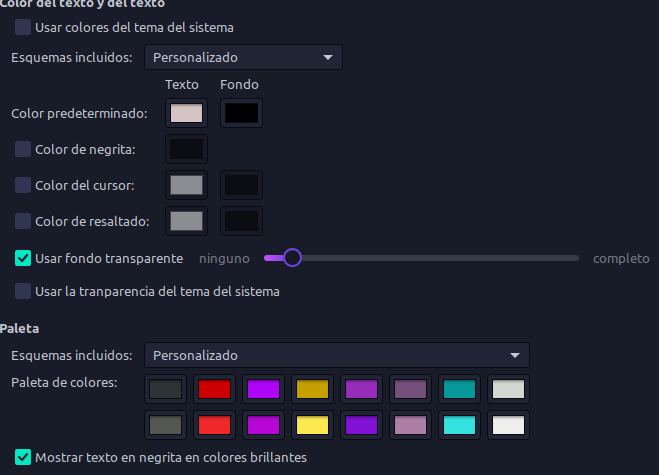 Color del texto y del texto
Usar colores del tema del sistema
Esquemas incluidos: Personalizado
Texto Fondo
Color predeterminado:
Color de negrita:
Color del cursor:
Color de resaltado:
Usar fondo transparente ninguno completo
Usar la tranparencia del tema del sistema
Paleta
Esquemas incluidos: Personalizado
Paleta de colores:
Mostrar texto en negrita en colores brillantes